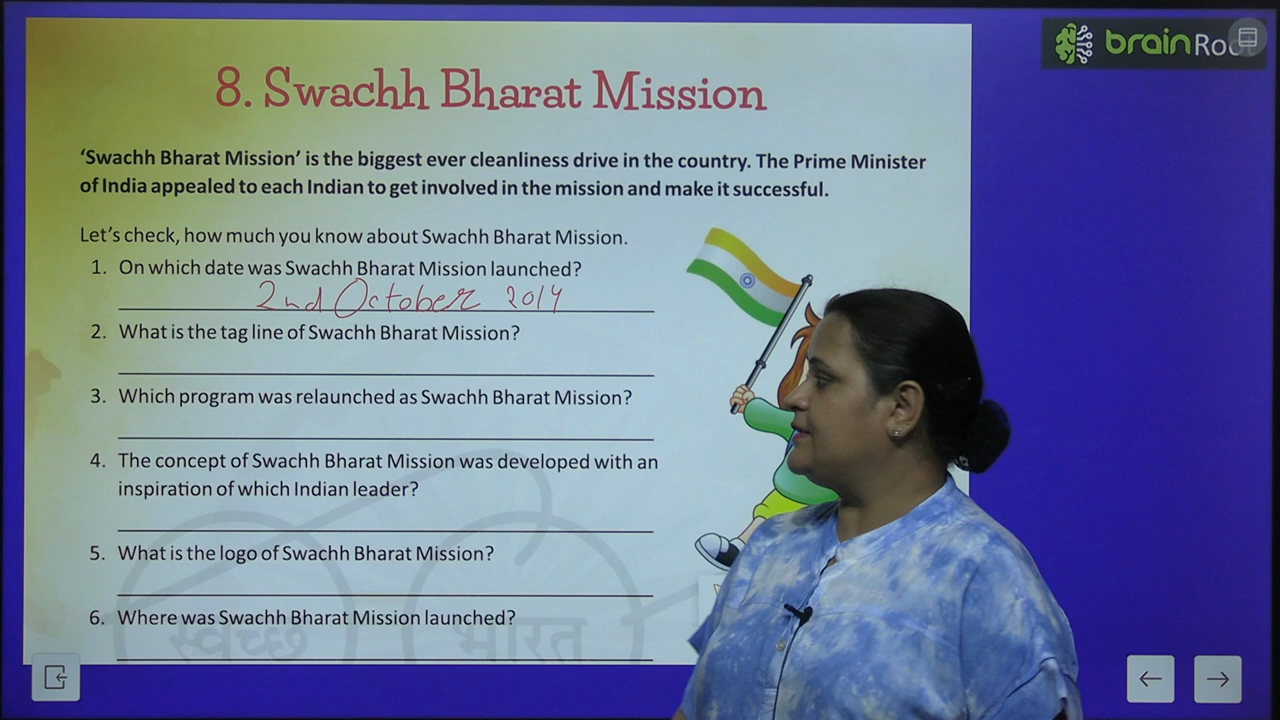 brainRoot
8. Swachh Bharat Mission
‘Swachh Bharat Mission’ is the biggest ever cleanliness drive in the country. The Prime Minister
of India appealed to each Indian to get involved in the mission and make it successful.
Let’s check, how much you know about Swachh Bharat Mission.
1. On which date was Swachh Bharat Mission launched?
2nd October 2014
2. What is the tag line of Swachh Bharat Mission?
3. Which program was relaunched as Swachh Bharat Mission?
4. The concept of Swachh Bharat Mission was developed with an
inspiration of which Indian leader?
5. What is the logo of Swachh Bharat Mission?
6. Where was Swachh Bharat Mission launched?
स्वच्छ भारत